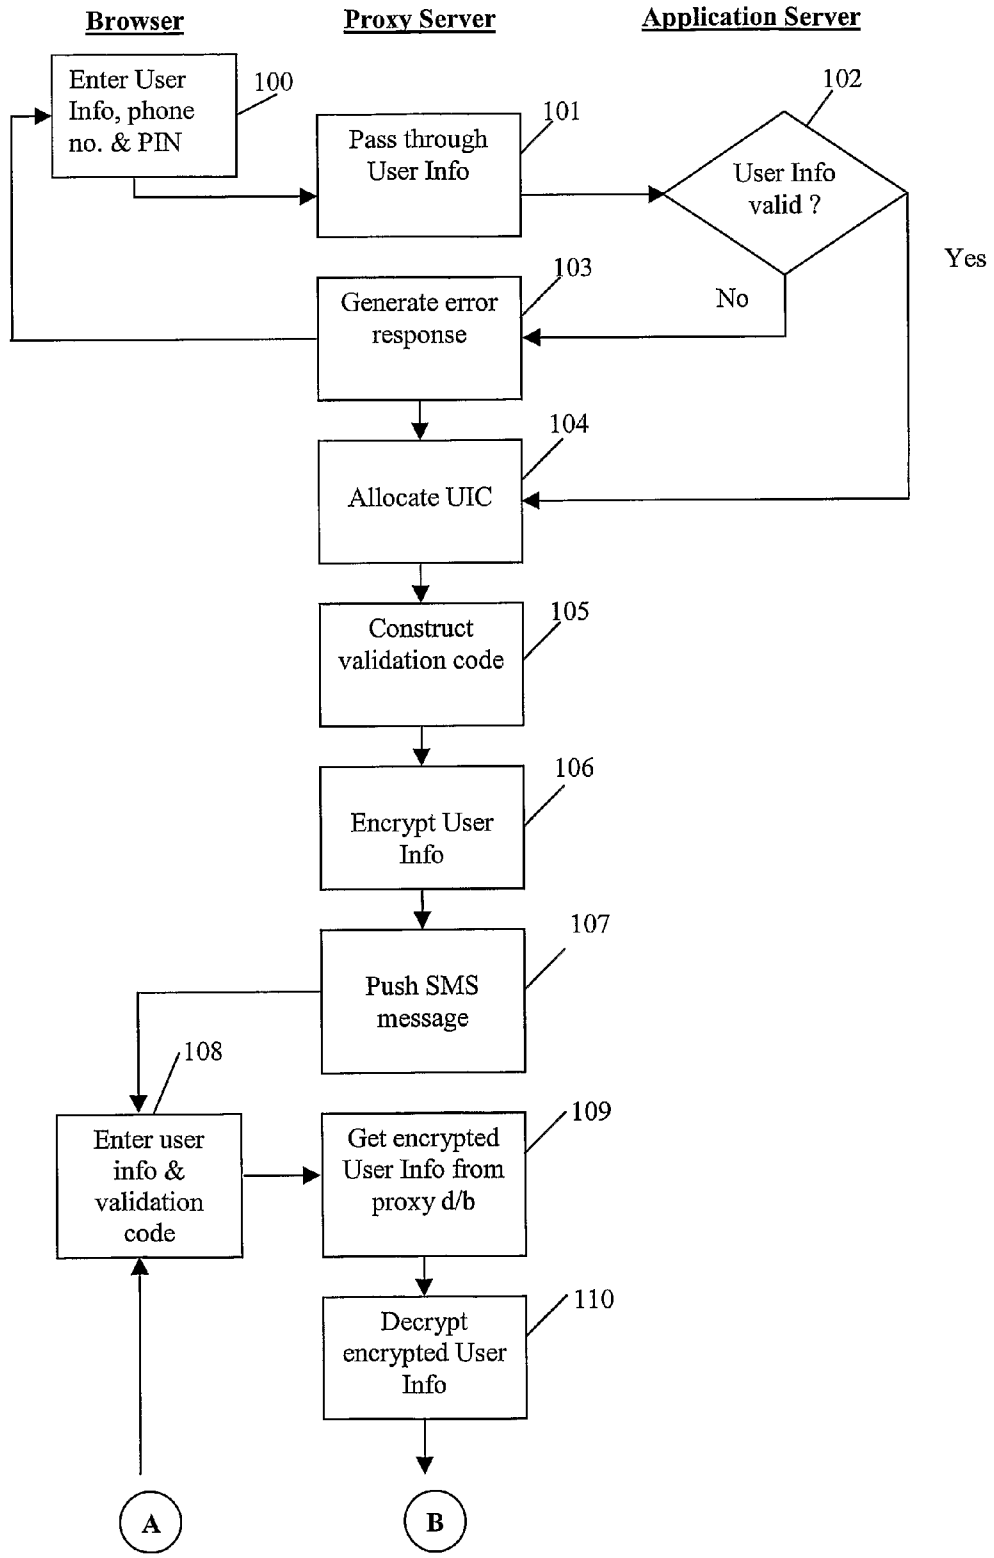 Browser
Proxy Server
Application Server
Enter User
Info, phone
no. & PIN
100
Pass through
User Info
101
User Info
valid ?
102
Yes
No
Generate error
response
103
Allocate UIC
104
Construct
validation code
105
Encrypt User
Info
106
Push SMS
message
107
Enter user
info &
validation
code
108
Get encrypted
User Info from
proxy d/b
109
Decrypt
encrypted User
Info
110
A
B